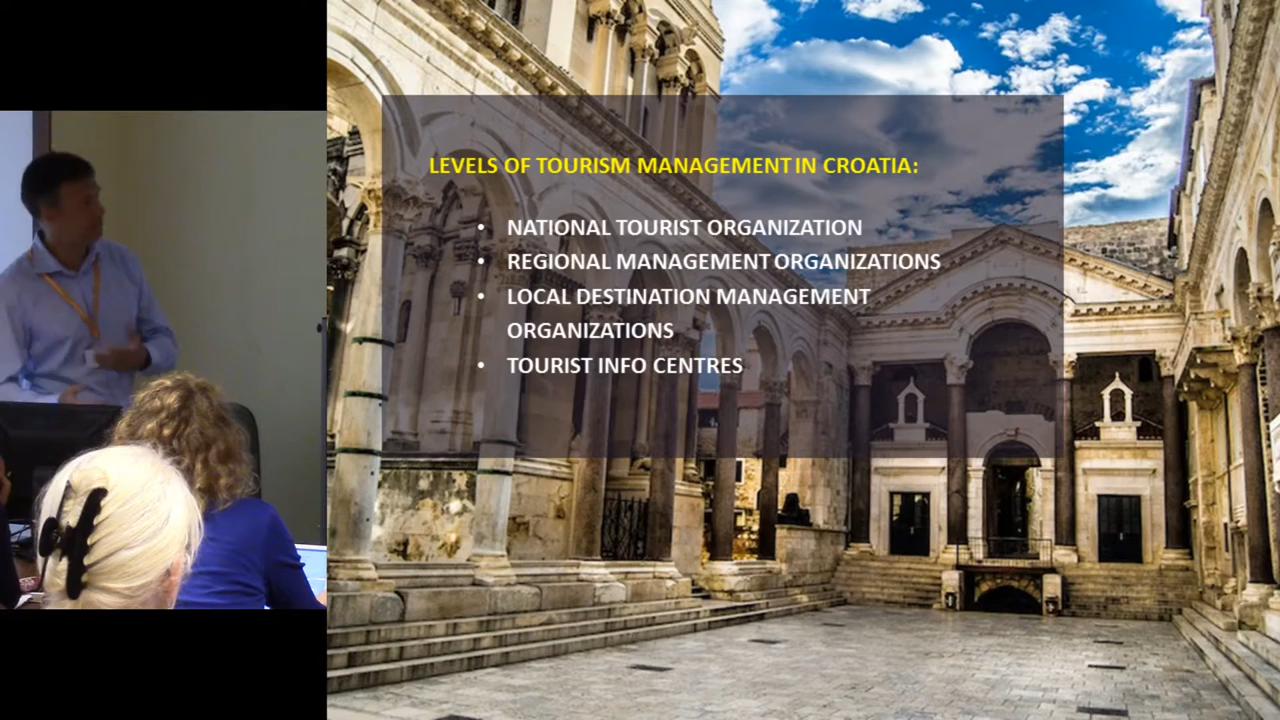 LEVELS OF TOURISM MANAGEMENT IN CROATIA:
• NATIONAL TOURIST ORGANIZATION
• REGIONAL MANAGEMENT ORGANIZATIONS
• LOCAL DESTINATION MANAGEMENT
ORGANIZATIONS
• TOURIST INFO CENTRES